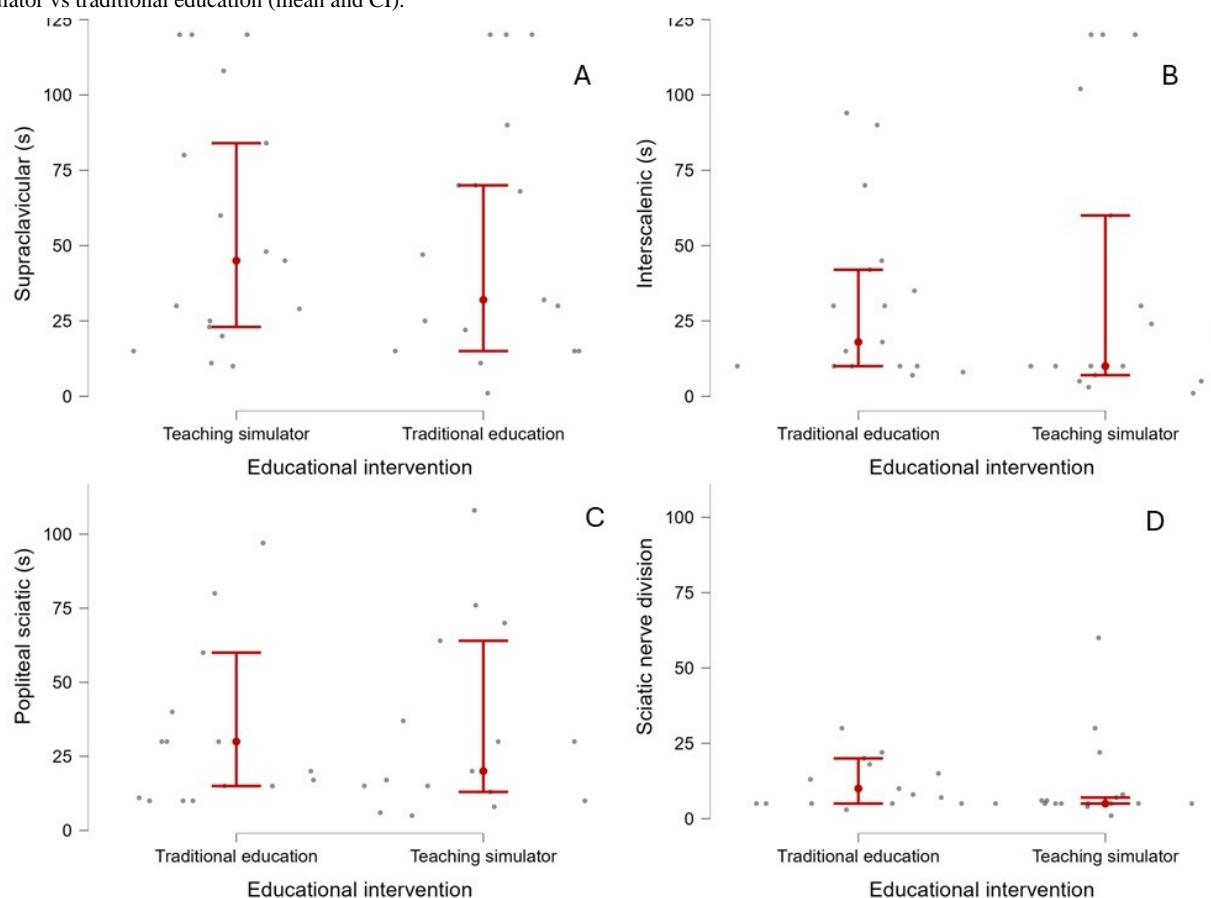 vs traditional education (mean and CI).
125
100
75
50
25
0
Supraclavicular (s)
A
Teaching simulator
Traditional education
Educational intervention
125
100
75
50
25
0
Interscalenic (s)
B
Traditional education
Teaching simulator
Educational intervention
100
75
50
25
0
Popliteal sciatic (s)
C
Traditional education
Teaching simulator
Educational intervention
100
75
50
25
0
Sciatic nerve division
D
Traditional education
Teaching simulator
Educational intervention